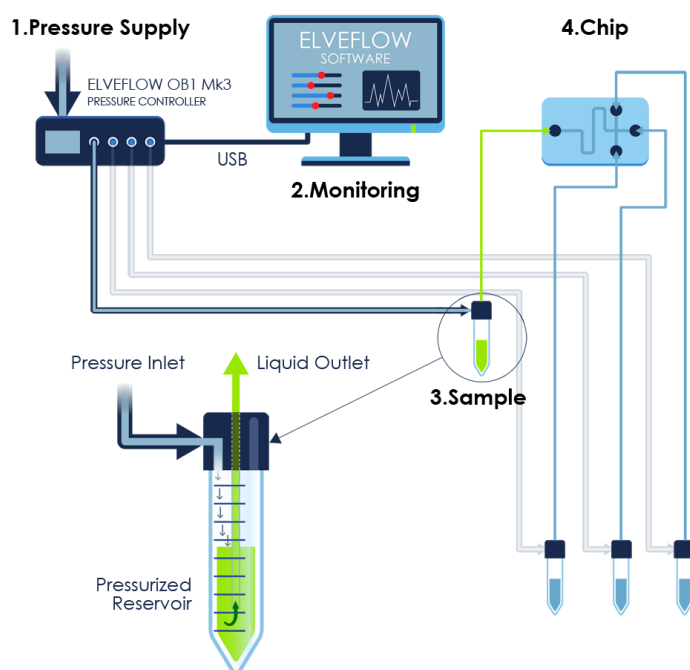 1.Pressure Supply
ELVEFLOW OB1 Mk3
PRESSURE CONTROLLER
ELVEFLOW
SOFTWARE
USB
2.Monitoring
4.Chip
3.Sample
Pressure Inlet
Liquid Outlet
Pressurized
Reservoir